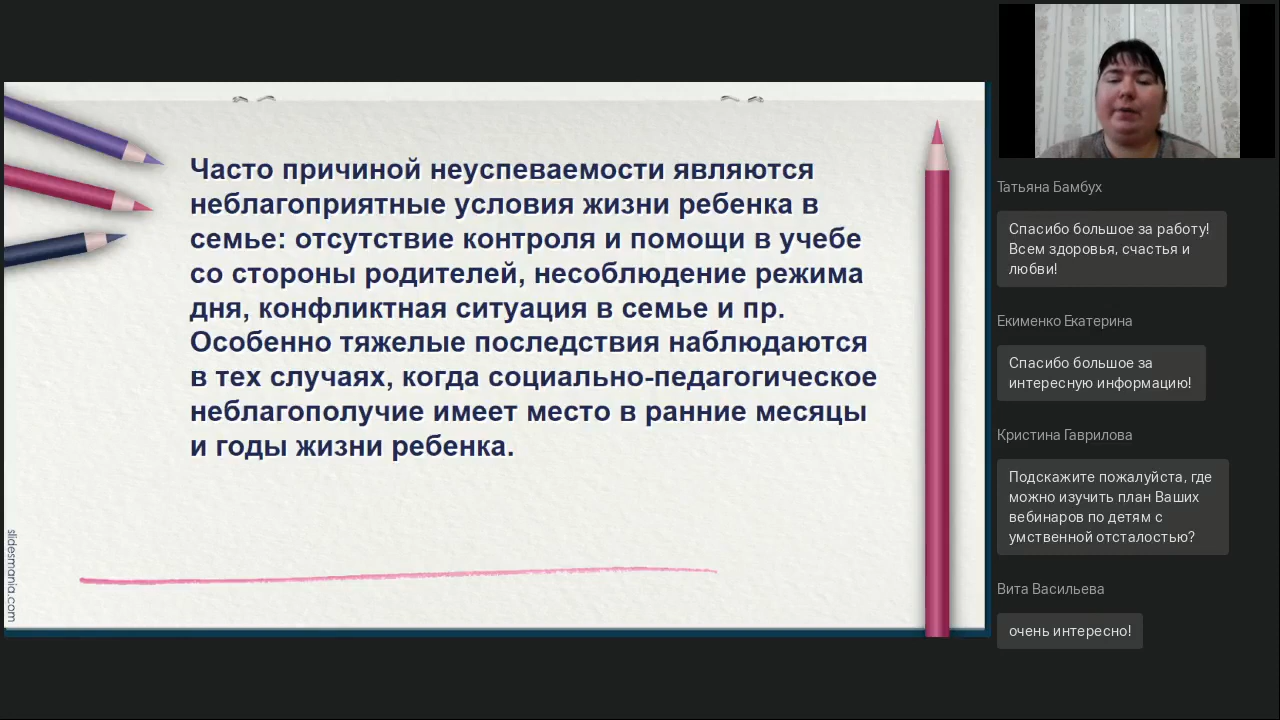 Часто причиной неуспеваемости являются
неблагоприятные условия жизни ребенка в
семье: отсутствие контроля и помощи в учебе
со стороны родителей, несоблюдение режима
дня, конфликтная ситуация в семье и пр.
Особенно тяжелые последствия наблюдаются
в тех случаях, когда социально-педагогическое
неблагополучие имеет место в ранние месяцы
и годы жизни ребенка.
slidesmania.com
Татьяна Бамбух
Спасибо большое за работу!
Всем здоровья, счастья и
любви!
Екименко Екатерина
Спасибо большое за
интересную информацию!
Кристина Гаврилова
Подскажите пожалуйста, где
можно изучить план Ваших
вебинаров по детям с
умственной отсталостью?
Вита Васильева
очень интересно!